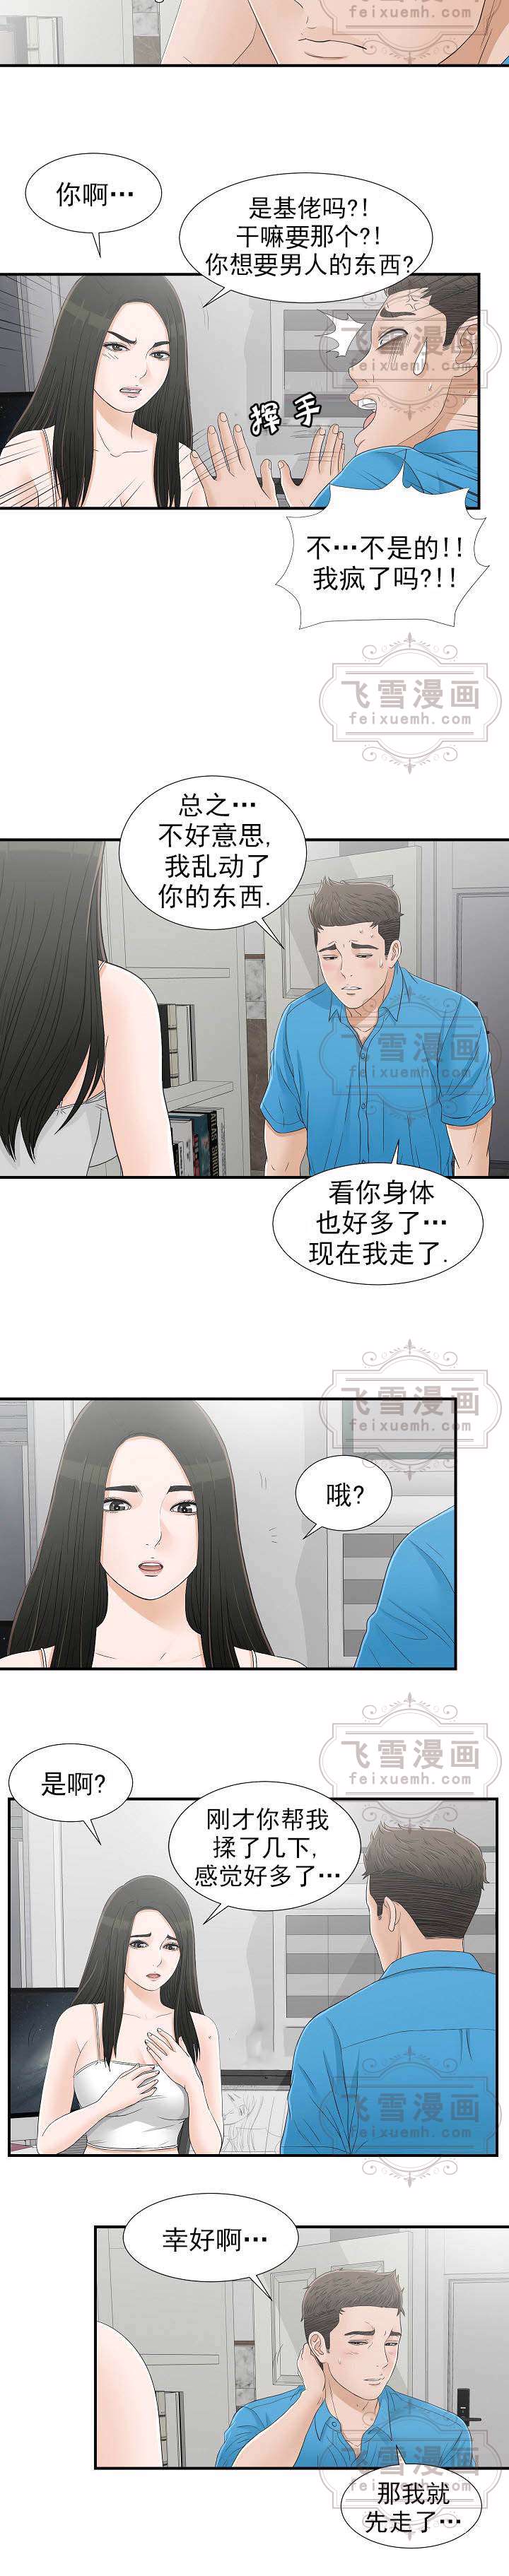 飞雪漫画
feixuemh.com
你啊…
是基佬吗?!
干嘛要那个?!
你想要男人的东西?
飞雪漫画
feixuemh.com
挥手
不…不是的!!
我疯了吗?!!
飞雪漫画
feixuemh.com
总之…
不好意思,
我乱动了
你的东西.
飞雪漫画
feixuemh.com
看你身体
也好多了…
现在我走了.
飞雪漫画
feixuemh.com
哦?
飞雪漫画
feixuemh.com
是啊?
刚才你帮我
揉了几下,
感觉好多了…
飞雪漫画
feixuemh.com
幸好啊…
飞雪漫画
feixuemh.com
那我就
先走了…